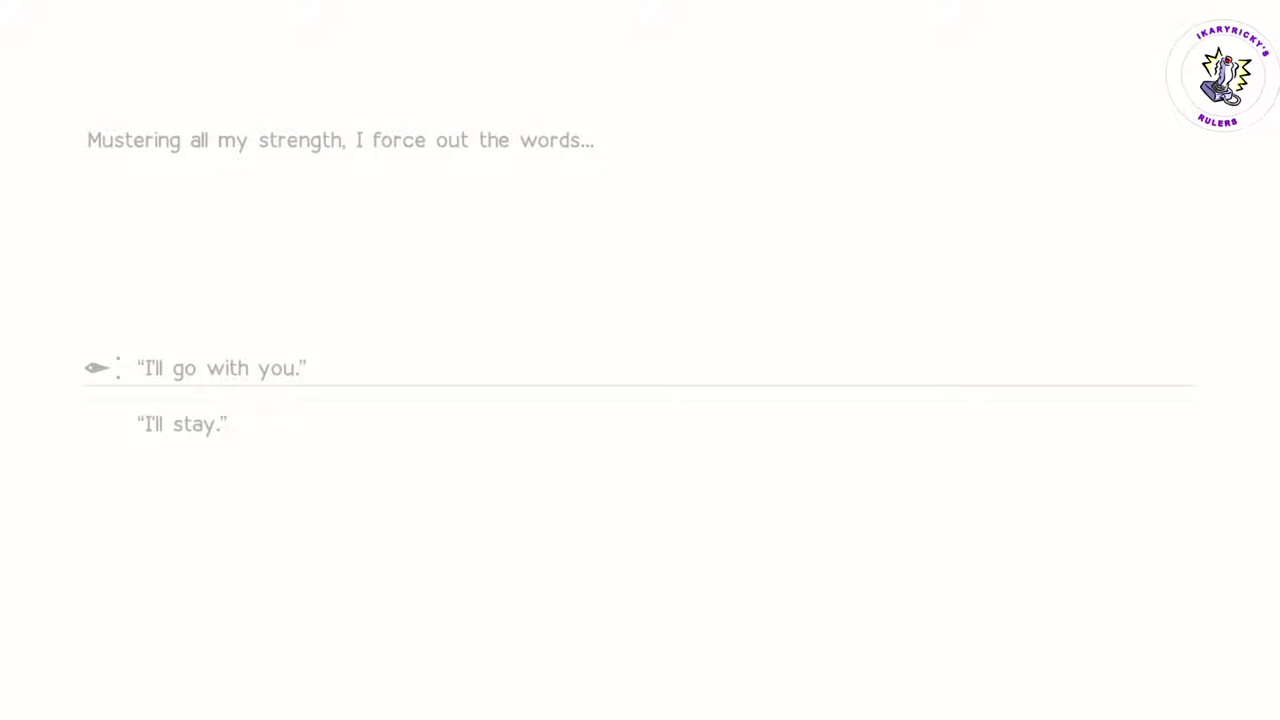 IKARYRICKY'S
RULERS
Mustering all my strength, I force out the words...
“I'll go with you.”
“I'll stay.”